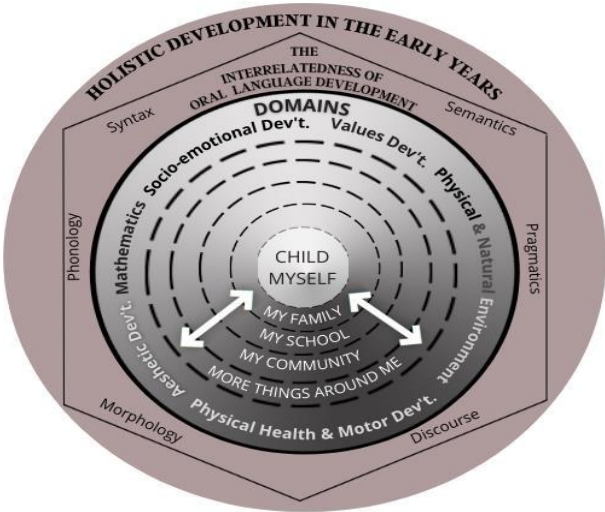 HOLISTIC DEVELOPMENT IN THE EARLY YEARS
THE
INTERRELATEDNESS OF
ORAL LANGUAGE DEVELOPMENT
Syntax
Semantics
DOMAINS
Socio-emotional Dev't.
Values Dev't.
Phonology
Mathematics
Physical & Natural Environment
Pragmatics
CHILD
MYSELF
MY FAMILY
MY SCHOOL
MY COMMUNITY
MORE THINGS AROUND ME
Aeshetic Dev't.
Physical Health & Motor Dev't.
Morphology
Discourse